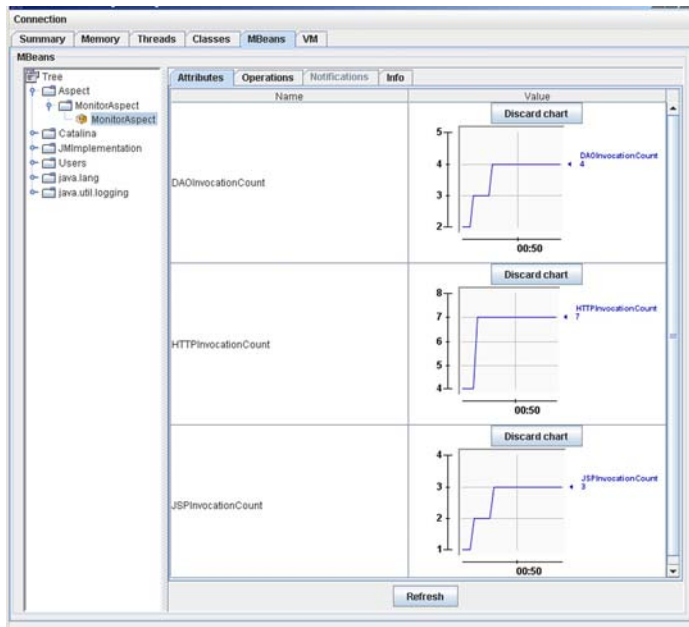 Connection
Summary Memory Threads Classes MBeans VM
MBeans
Tree
Aspect
MonitorAspect
MonitorAspect
Catalina
JMImplementation
Users
java.lang
java.util.logging
Attributes Operations Notifications Info
Name Value
Discard chart
5
4
3
2
DAOInvocationCount
4
00:50
DAOInvocationCount
Discard chart
8
7
6
5
4
HTTPInvocationCount
7
00:50
HTTPInvocationCount
Discard chart
4
3
2
1
JSPInvocationCount
3
00:50
JSPInvocationCount
Refresh